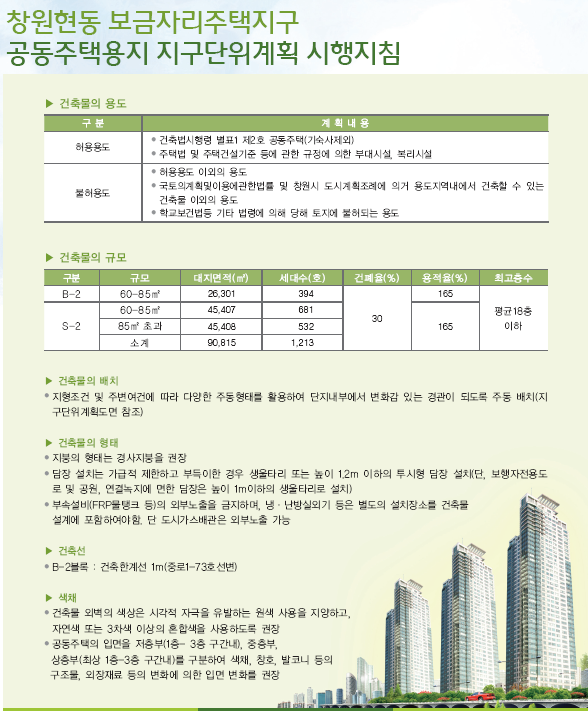 창원현동 보금자리주택지구
공동주택용지 지구단위계획 시행지침
▶ 건축물의 용도
구 분 계 획 내 용
허용용도
• 건축법시행령 별표1 제2호 공동주택(기숙사제외)
• 주택법 및 주택건설기준 등에 관한 규정에 의한 부대시설, 복리시설
불허용도
• 허용용도 이외의 용도
• 국토의계획및이용에관한법률 및 창원시 도시계획조례에 의거 용도지역내에서 건축할 수 있는
건축물 이외의 용도
• 학교보건법등 기타 법령에 의해 당해 토지에 불허되는 용도
▶ 건축물의 규모
구분 규모 대지면적(㎡) 세대수(호) 건폐율(%) 용적율(%) 최고층수
B-2 60-85㎡ 26,301 394 30 165 평균18층
이하
S-2 60-85㎡ 45,407 681 165
85㎡ 초과 45,408 532
소계 90,815 1,213
▶ 건축물의 배치
• 지형조건 및 주변여건에 따라 다양한 주동형태를 활용하여 단지내부에서 변화감 있는 경관이 되도록 주동 배치(지
구단위계획도면 참조)
▶ 건축물의 형태
• 지붕의 형태는 경사지붕을 권장
• 담장 설치는 가급적 제한하고 부득이한 경우 생울타리 또는 높이 1.2m 이하의 투시형 담장 설치(단, 보행자전용도
로 및 공원, 연결녹지에 면한 담장은 높이 1m이하의 생울타리로 설치)
• 부속설비(FRP물탱크 등)의 외부노출을 금지하며, 냉 · 난방실외기 등은 별도의 설치장소를 건축물
설계에 포함하여야함. 단 도시가스배관은 외부노출 가능
▶ 건축선
• B-2블록 : 건축한계선 1m(중로1-73호선변)
▶ 색채
• 건축물 외벽의 색상은 시각적 자극을 유발하는 원색 사용을 지양하고,
자연색 또는 3차색 이상의 혼합색을 사용하도록 권장
• 공동주택의 입면을 저층부(1층- 3층 구간내), 중층부,
상층부(최상 1층-3층 구간내)를 구분하여 색채, 창호, 발코니 등의
구조물, 외장재료 등의 변화에 의한 입면 변화를 권장